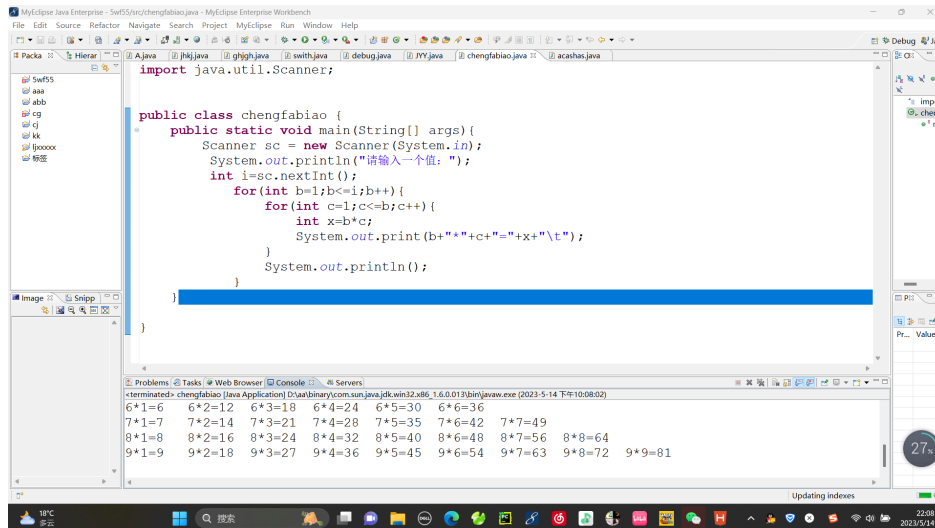 MyEclipse Java Enterprise - 5wf55/src/chengfabiao.java - MyEclipse Enterprise Workbench
File Edit Source Refactor Navigate Search Project MyEclipse Run Window Help
Debug
Packa Hierar A.java jhkj.java ghjgh.java swith.java debug.java JYY.java chengfabiao.java acashas.java
5wf55
aaa
abb
cg
cj
kk
ljxxxxx
标签
import java.util.Scanner;
public class chengfabiao {
public static void main(String[] args){
Scanner sc = new Scanner(System.in);
System.out.println("请输入一个值：");
int i=sc.nextInt();
for(int b=1;b<=i;b++){
for(int c=1;c<=b;c++){
int x=b*c;
System.out.print(b+"*"+c+"="+x+"\t");
}
System.out.println();
}
}
}
Image Snipp
Pr... Value
Problems Tasks Web Browser Console Servers
<terminated> chengfabiao [Java Application] D:\aa\binary\com.sun.java.jdk.win32.x86_1.6.0.013\bin\javaw.exe (2023-5-14 下午10:08:02)
6*1=6 6*2=12 6*3=18 6*4=24 6*5=30 6*6=36
7*1=7 7*2=14 7*3=21 7*4=28 7*5=35 7*6=42 7*7=49
8*1=8 8*2=16 8*3=24 8*4=32 8*5=40 8*6=48 8*7=56 8*8=64
9*1=9 9*2=18 9*3=27 9*4=36 9*5=45 9*6=54 9*7=63 9*8=72 9*9=81
27%
Updating indexes
18°C
多云
搜索
22:08
2023/5/14